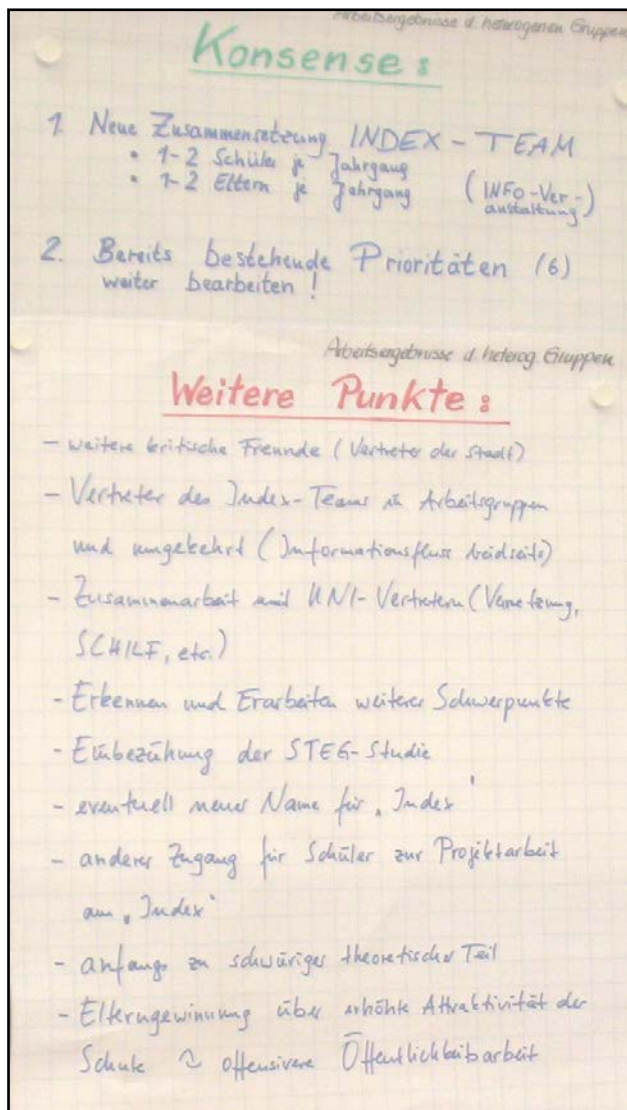 Arbeitsergebnisse d. heterogenen Gruppen
Konsense:
1. Neue Zusammensetzung INDEX-TEAM
• 1-2 Schüler je Jahrgang
• 1-2 Eltern je Jahrgang (INFO-Ver-
anstaltung)
2. Bereits bestehende Prioritäten (6)
weiter bearbeiten!
Arbeitsergebnisse d. heterog. Gruppen
Weitere Punkte:
- weitere kritische Freunde (Vertreter der Stadt)
- Vertreter des Index-Teams in Arbeitsgruppen
und umgekehrt (Informationsfluss beidseits)
- Zusammenarbeit mit UNI-Vertretern (Vernetzung,
SCHILF, etc.)
- Erkennen und Erarbeiten weiterer Schwerpunkte
- Einbeziehung der STEG-Studie
- eventuell neuer Name für "Index"
- anderer Zugang für Schüler zur Projektarbeit
am "Index"
- anfangs zu schwieriger theoretischer Teil
- Elterngewinnung über erhöhte Attraktivität der
Schule ~ offensivere Öffentlichkeitarbeit